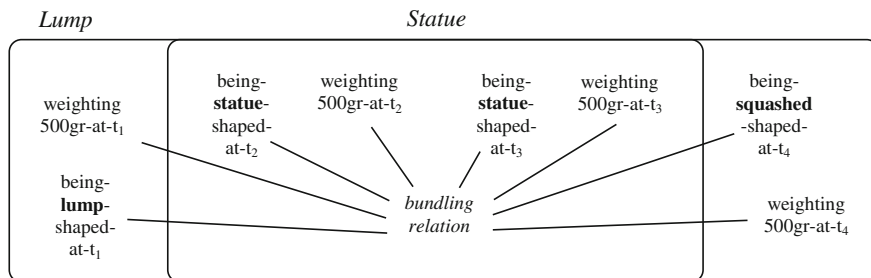 Lump
Statue
weighting
500gr-at-t1
being-
lump-
shaped-
at-t1
being-
statue-
shaped-
at-t2
weighting
500gr-at-t2
being-
statue-
shaped-
at-t3
weighting
500gr-at-t3
bundling
relation
being-
squashed
-shaped-
at-t4
weighting
500gr-at-t4